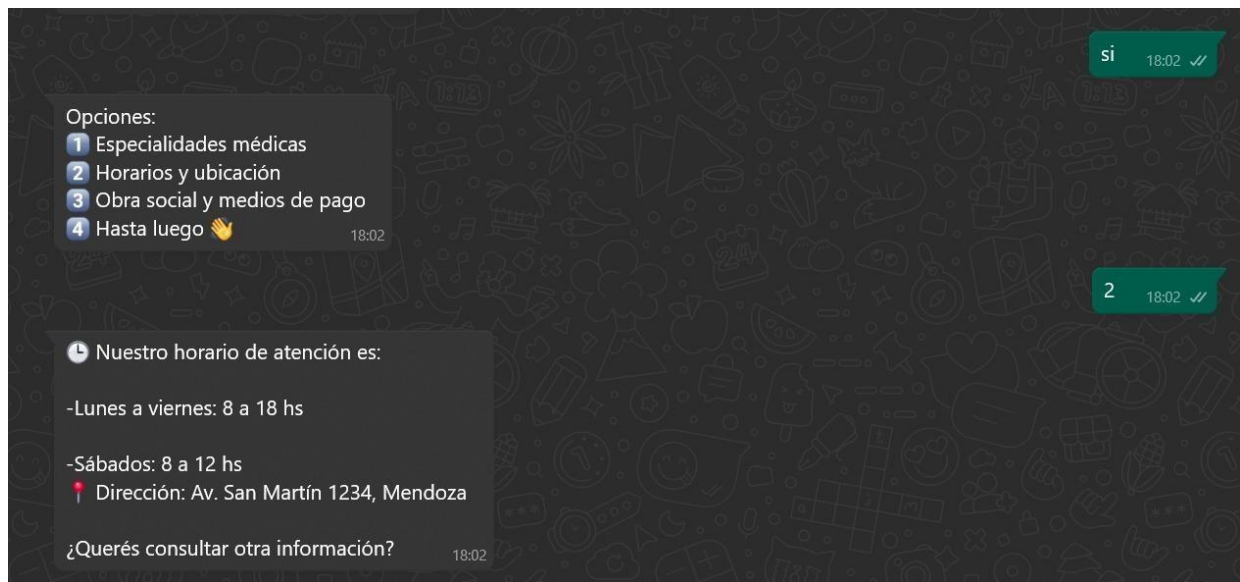 si
18:02
Opciones:
1 Especialidades médicas
2 Horarios y ubicación
3 Obra social y medios de pago
4 Hasta luego 👋
18:02
2
18:02
🕒 Nuestro horario de atención es:
-Lunes a viernes: 8 a 18 hs
-Sábados: 8 a 12 hs
📍 Dirección: Av. San Martín 1234, Mendoza
¿Querés consultar otra información?
18:02